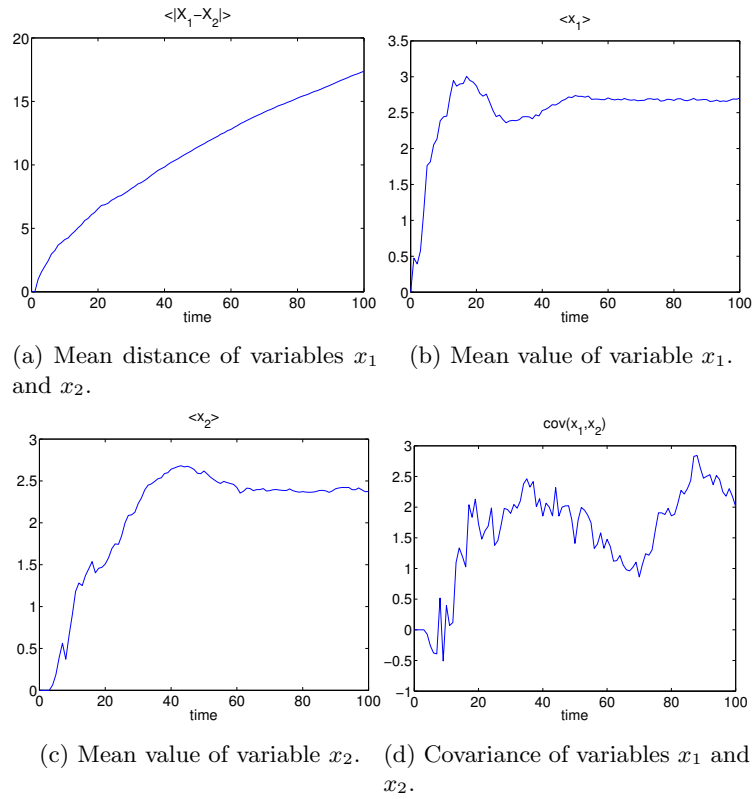 <|X₁−X₂|>
20
15
10
5
0
0 20 40 60 80 100
time
(a) Mean distance of variables x₁
and x₂.
<x₁>
3.5
3
2.5
2
1.5
1
0.5
0
0 20 40 60 80 100
time
(b) Mean value of variable x₁.
<x₂>
3
2.5
2
1.5
1
0.5
0
0 20 40 60 80 100
time
(c) Mean value of variable x₂.
cov(x₁,x₂)
3
2.5
2
1.5
1
0.5
0
−0.5
−1
0 20 40 60 80 100
time
(d) Covariance of variables x₁ and
x₂.